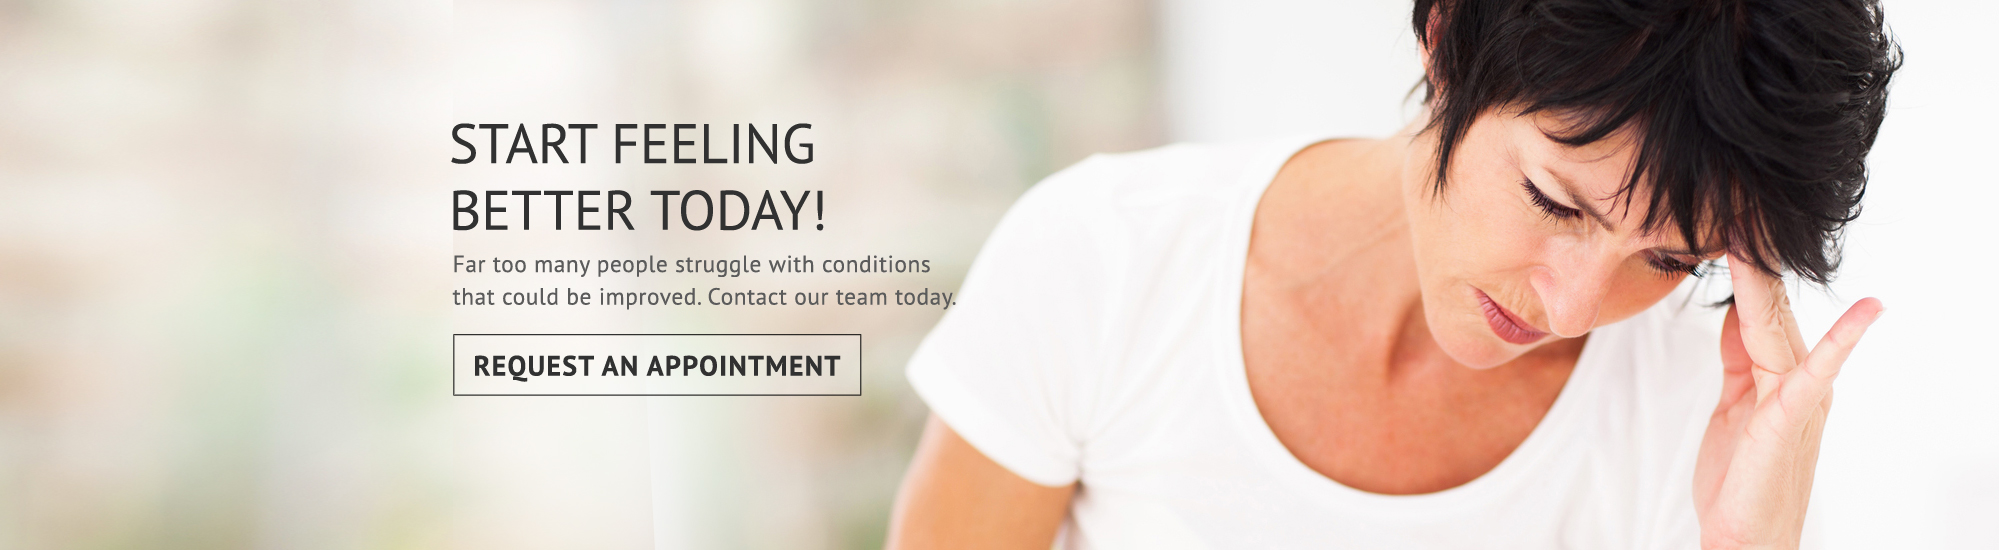 START FEELING
BETTER TODAY!
Far too many people struggle with conditions
that could be improved. Contact our team today.
REQUEST AN APPOINTMENT